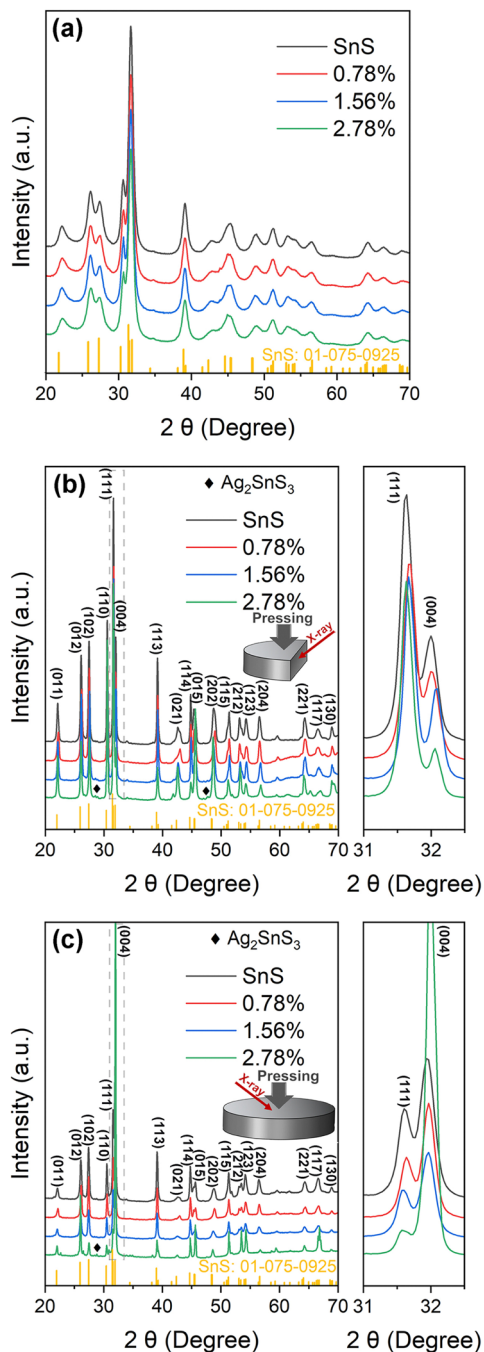 (a)
SnS
0.78%
1.56%
2.78%
Intensity (a.u.)
SnS: 01-075-0925
20 30 40 50 60 70
2 θ (Degree)
(b)
◆ Ag₂SnS₃
SnS
0.78%
1.56%
2.78%
Pressing
X-ray
Intensity (a.u.)
(011)
(012)
(102)
(110)
(111)
(004)
(113)
(021)
(114)
(015)
(202)
(115)
(212)
(123)
(204)
(221)
(117)
(130)
SnS: 01-075-0925
20 30 40 50 60 70
2 θ (Degree)
(111)
(004)
31 32
2 θ (Degree)
(c)
◆ Ag₂SnS₃
SnS
0.78%
1.56%
2.78%
X-ray
Pressing
Intensity (a.u.)
(011)
(012)
(102)
(110)
(111)
(004)
(113)
(021)
(114)
(015)
(202)
(115)
(212)
(123)
(204)
(221)
(117)
(130)
SnS: 01-075-0925
20 30 40 50 60 70
2 θ (Degree)
(111)
(004)
31 32
2 θ (Degree)